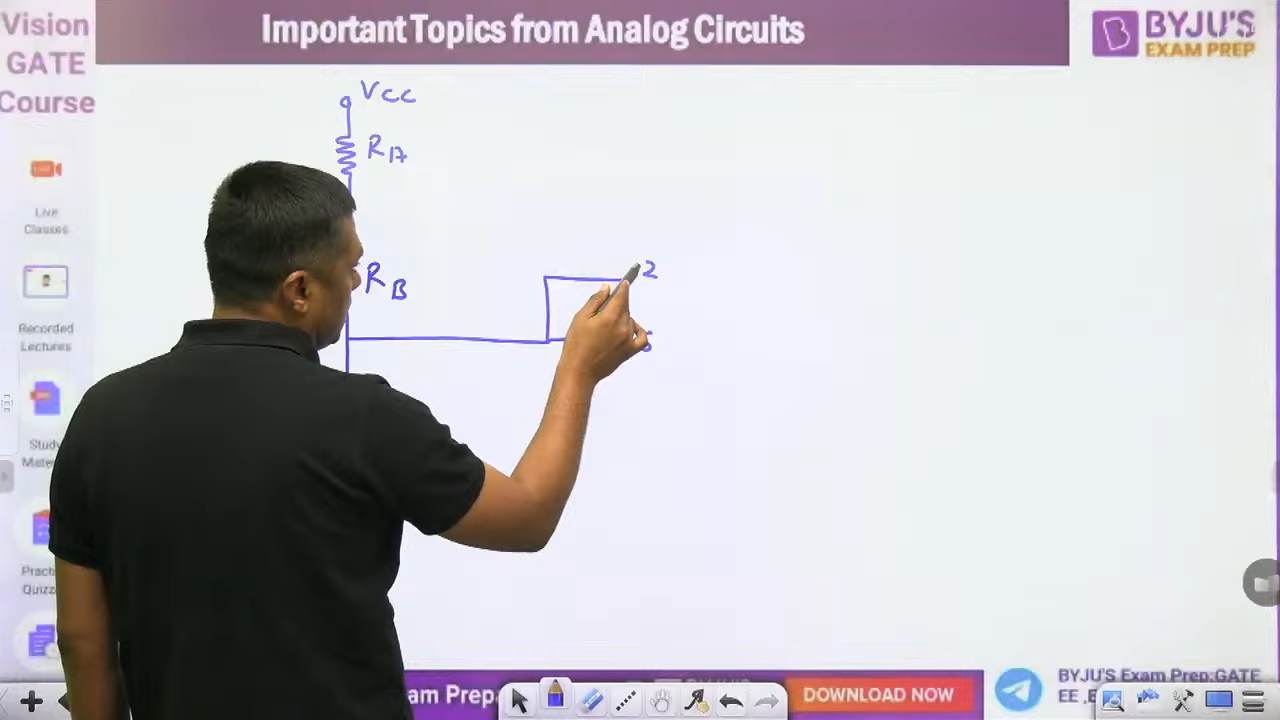 Vision
GATE
Course
Important Topics from Analog Circuits
BYJU'S
EXAM PREP
VCC
RA
RB
2
Live
Classes
Recorded
Lectures
Study
DOWNLOAD NOW
BYJU'S Exam Prep:GATE